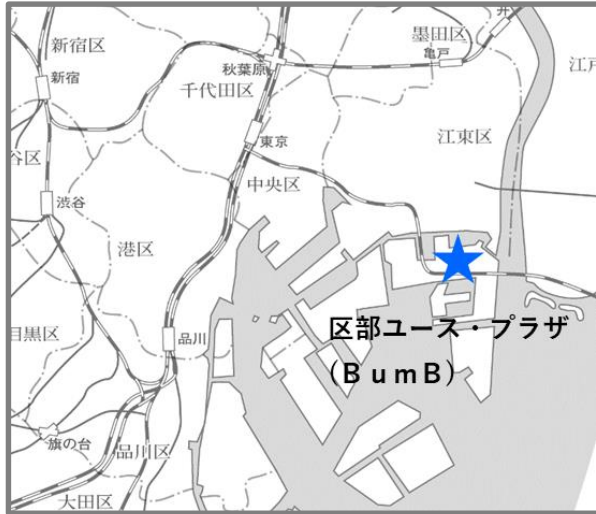 墨田区
井
新宿区
亀戸
秋葉原
江戸
新宿
千代田区
東京
江東区
谷区
中央区
渋谷
港区
区部ユース・プラザ
(ＢｕｍＢ)
品川
目黒区
旗の台
品川区
大田区